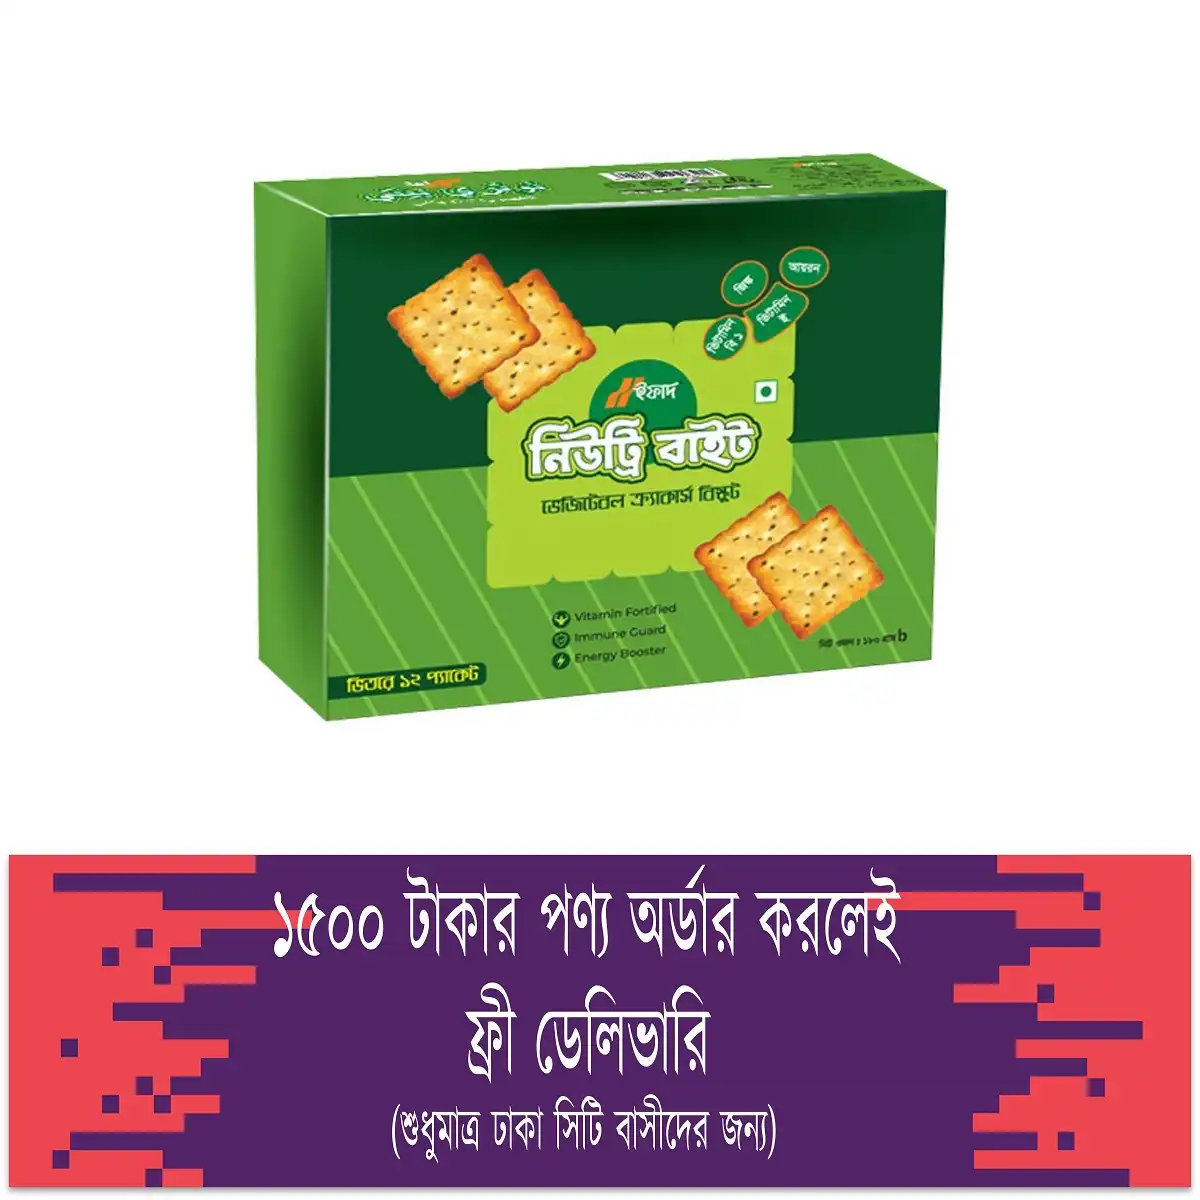 জিঙ্ক
আয়রন
ভিটামিন
বি ১
ভিটামিন
ইফাদ
নিউট্রি বাইট
ভেজিটেবল ক্র্যাকার্স বিস্কুট
Vitamin Fortified
Immune Guard
Energy Booster
ভিতরে ১২ প্যাকেট
১৫০০ টাকার পণ্য অর্ডার করলেই
ফ্রী ডেলিভারি
(শুধুমাত্র ঢাকা সিটি বাসীদের জন্য)